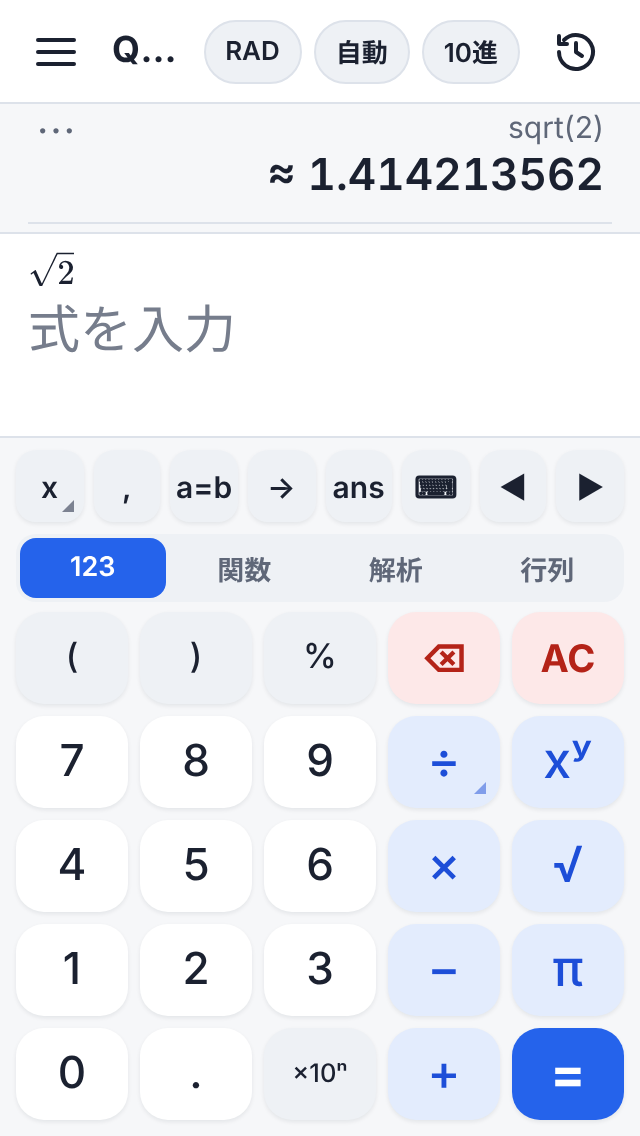 Q…
RAD
自動
10進
…
sqrt(2)
≈ 1.414213562
√2
式を入力
x , a=b → ans ⌨ ◀ ▶
123 関数 解析 行列
( ) % ⌫ AC
7 8 9 ÷ xʸ
4 5 6 × √
1 2 3 − π
0 . ×10ⁿ + =